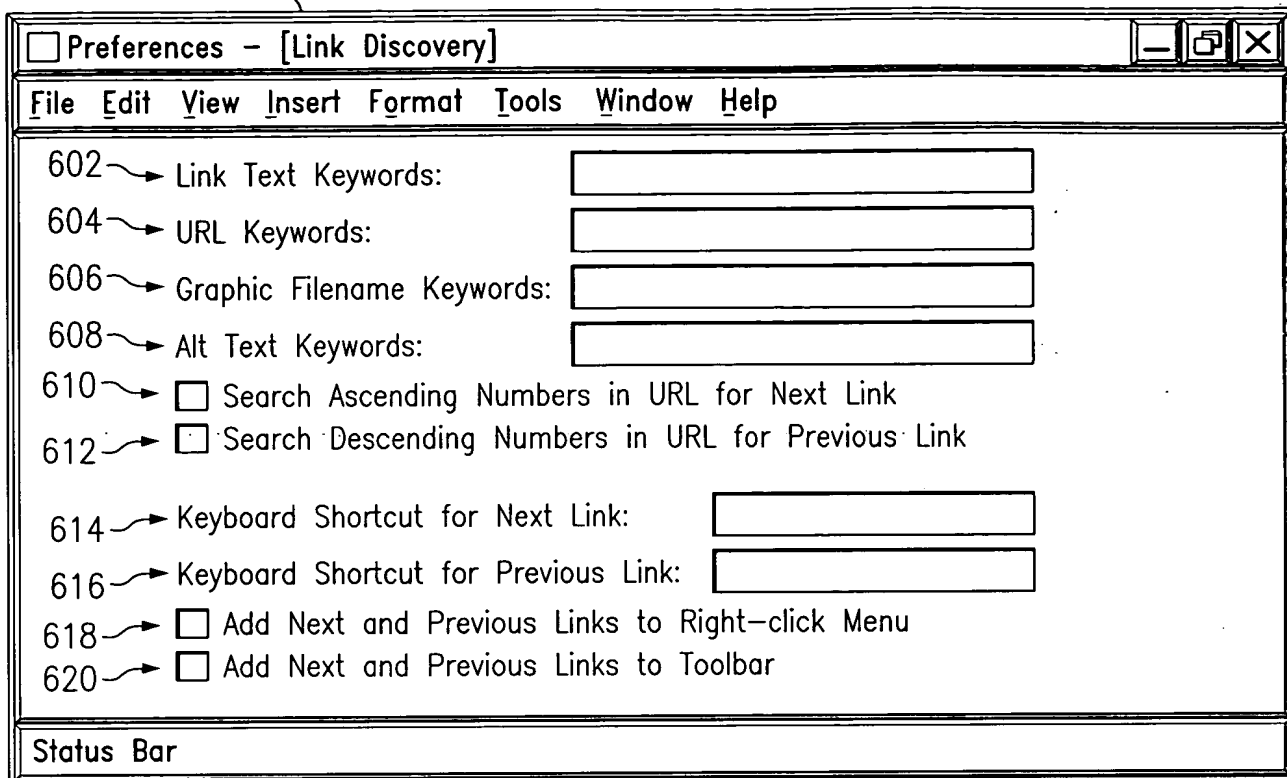 Preferences – [Link Discovery]
File Edit View Insert Format Tools Window Help
602 Link Text Keywords:
604 URL Keywords:
606 Graphic Filename Keywords:
608 Alt Text Keywords:
610 Search Ascending Numbers in URL for Next Link
612 Search Descending Numbers in URL for Previous Link
614 Keyboard Shortcut for Next Link:
616 Keyboard Shortcut for Previous Link:
618 Add Next and Previous Links to Right–click Menu
620 Add Next and Previous Links to Toolbar
Status Bar